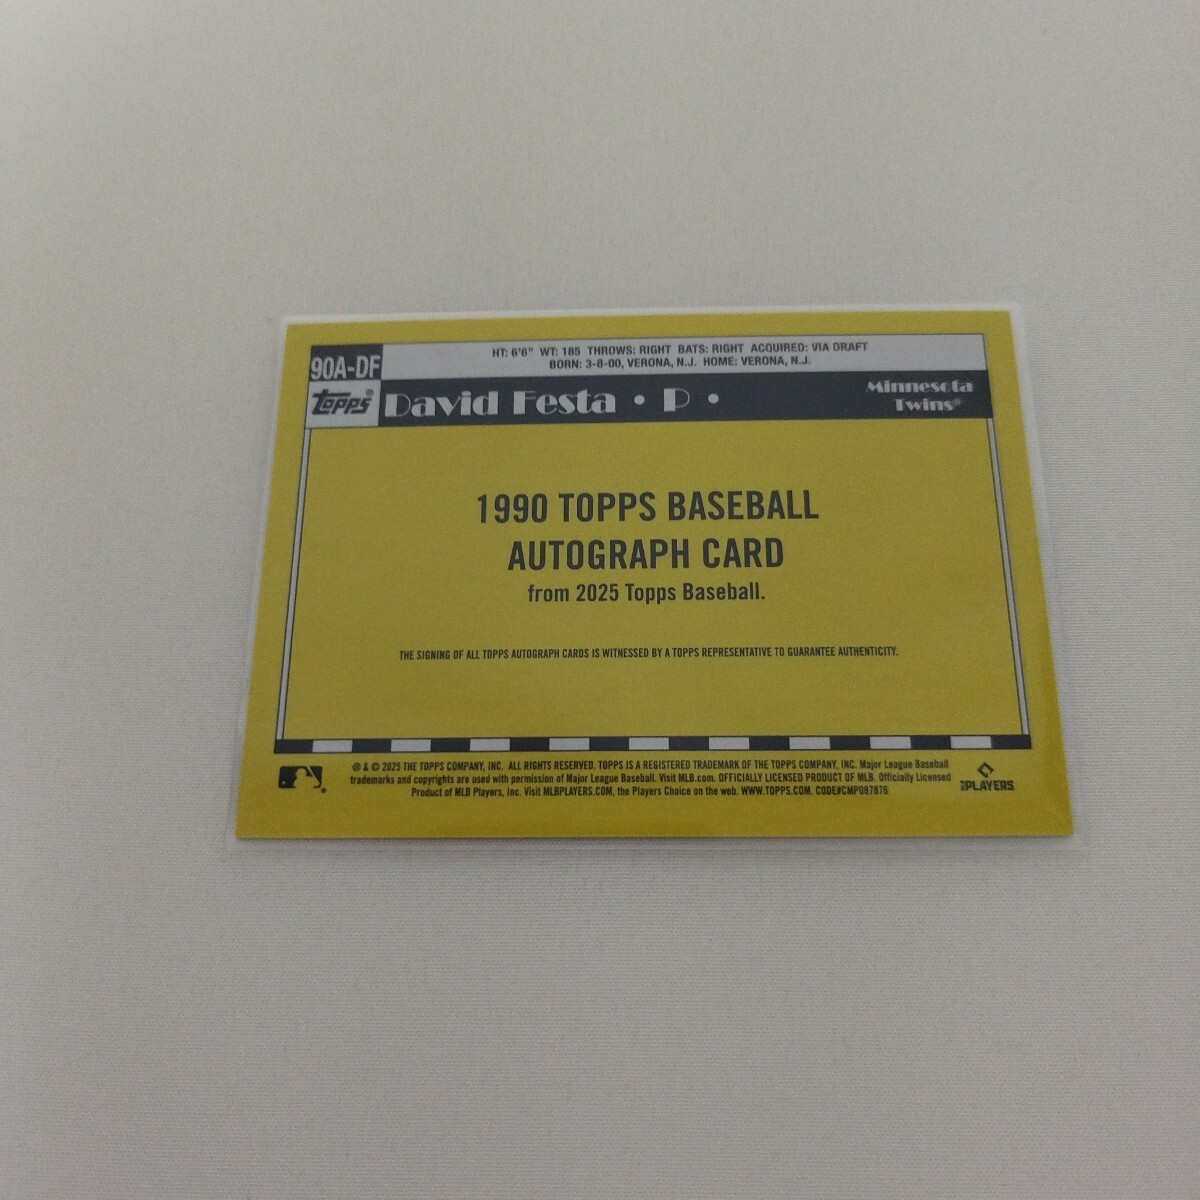 90A-DF
HT: 6'6" WT: 185 THROWS: RIGHT BATS: RIGHT ACQUIRED: VIA DRAFT
BORN: 3-8-00, VERONA, N.J. HOME: VERONA, N.J.
Topps®
David Festa • P •
Minnesota
Twins®
1990 TOPPS BASEBALL
AUTOGRAPH CARD
from 2025 Topps Baseball.
THE SIGNING OF ALL TOPPS AUTOGRAPH CARDS IS WITNESSED BY A TOPPS REPRESENTATIVE TO GUARANTEE AUTHENTICITY.
® & © 2025 THE TOPPS COMPANY, INC. ALL RIGHTS RESERVED. TOPPS IS A REGISTERED TRADEMARK OF THE TOPPS COMPANY, INC. Major League Baseball
trademarks and copyrights are used with permission of Major League Baseball. Visit MLB.com. OFFICIALLY LICENSED PRODUCT OF MLB. Officially Licensed
Product of MLB Players, Inc. Visit MLBPLAYERS.COM, the Players Choice on the web. WWW.TOPPS.COM. CODE#CMP097876
MLB PLAYERS